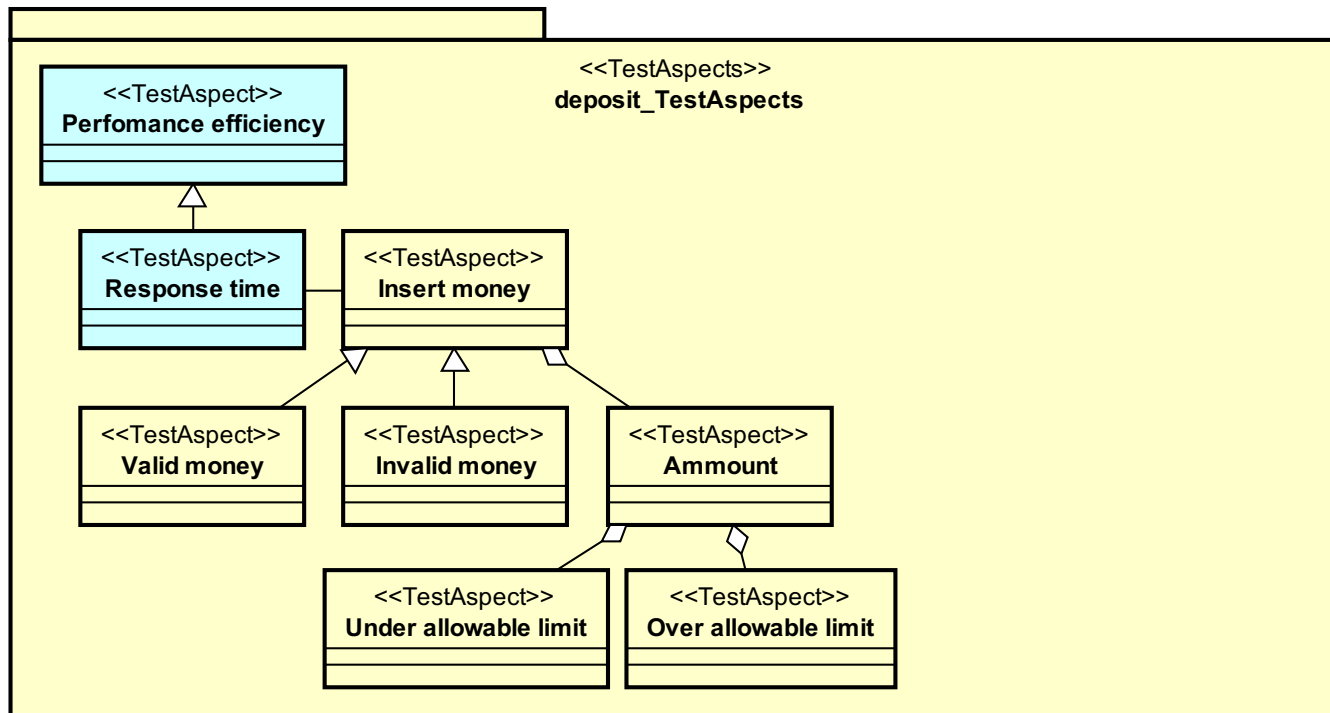 <<TestAspects>>
deposit_TestAspects
<<TestAspect>>
Perfomance efficiency
<<TestAspect>>
Response time
<<TestAspect>>
Insert money
<<TestAspect>>
Valid money
<<TestAspect>>
Invalid money
<<TestAspect>>
Ammount
<<TestAspect>>
Under allowable limit
<<TestAspect>>
Over allowable limit